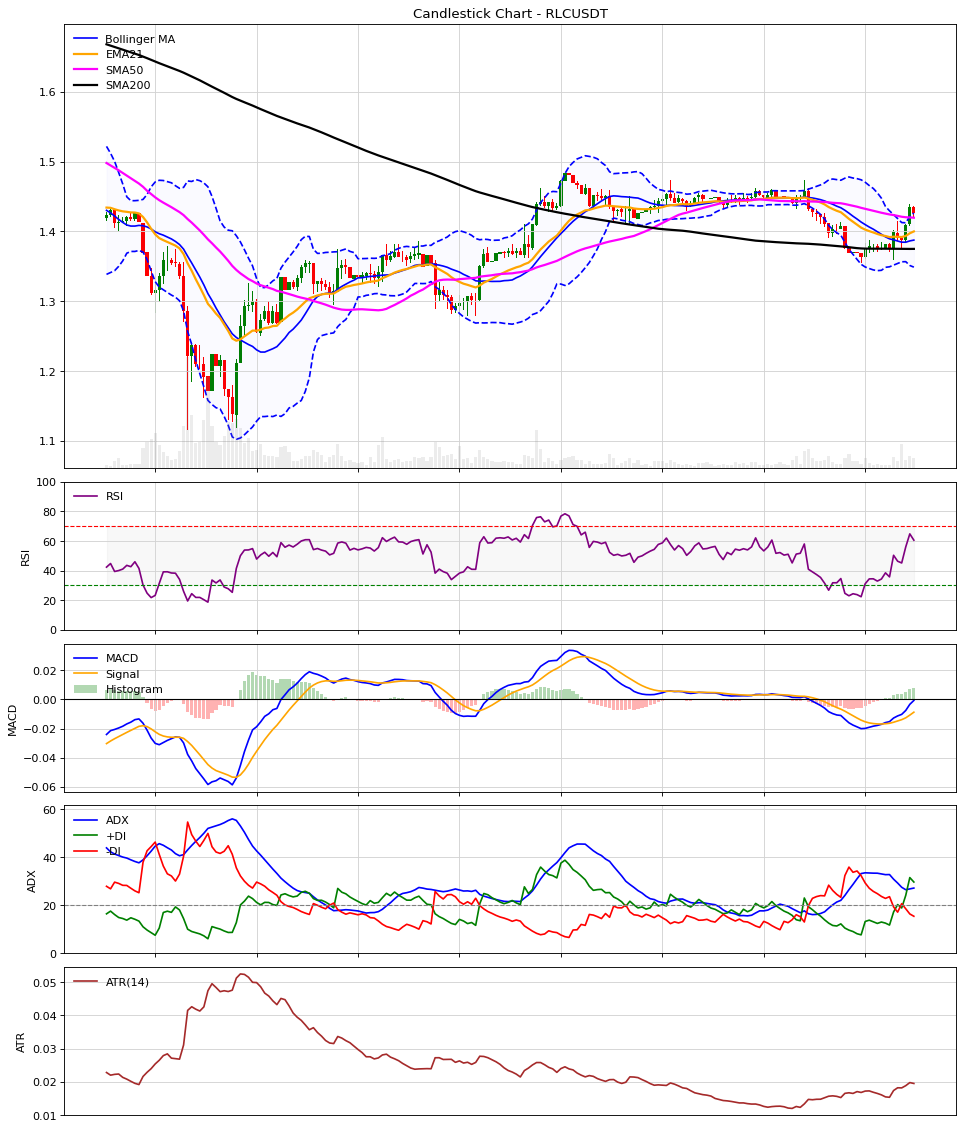 Candlestick Chart - RLCUSDT
Bollinger MA
EMA21
SMA50
SMA200
1.6
1.5
1.4
1.3
1.2
1.1
RSI
RSI
100
80
60
40
20
0
MACD
Signal
Histogram
MACD
0.02
0.00
−0.02
−0.04
−0.06
ADX
+DI
-DI
ADX
60
40
20
0
ATR(14)
ATR
0.05
0.04
0.03
0.02
0.01